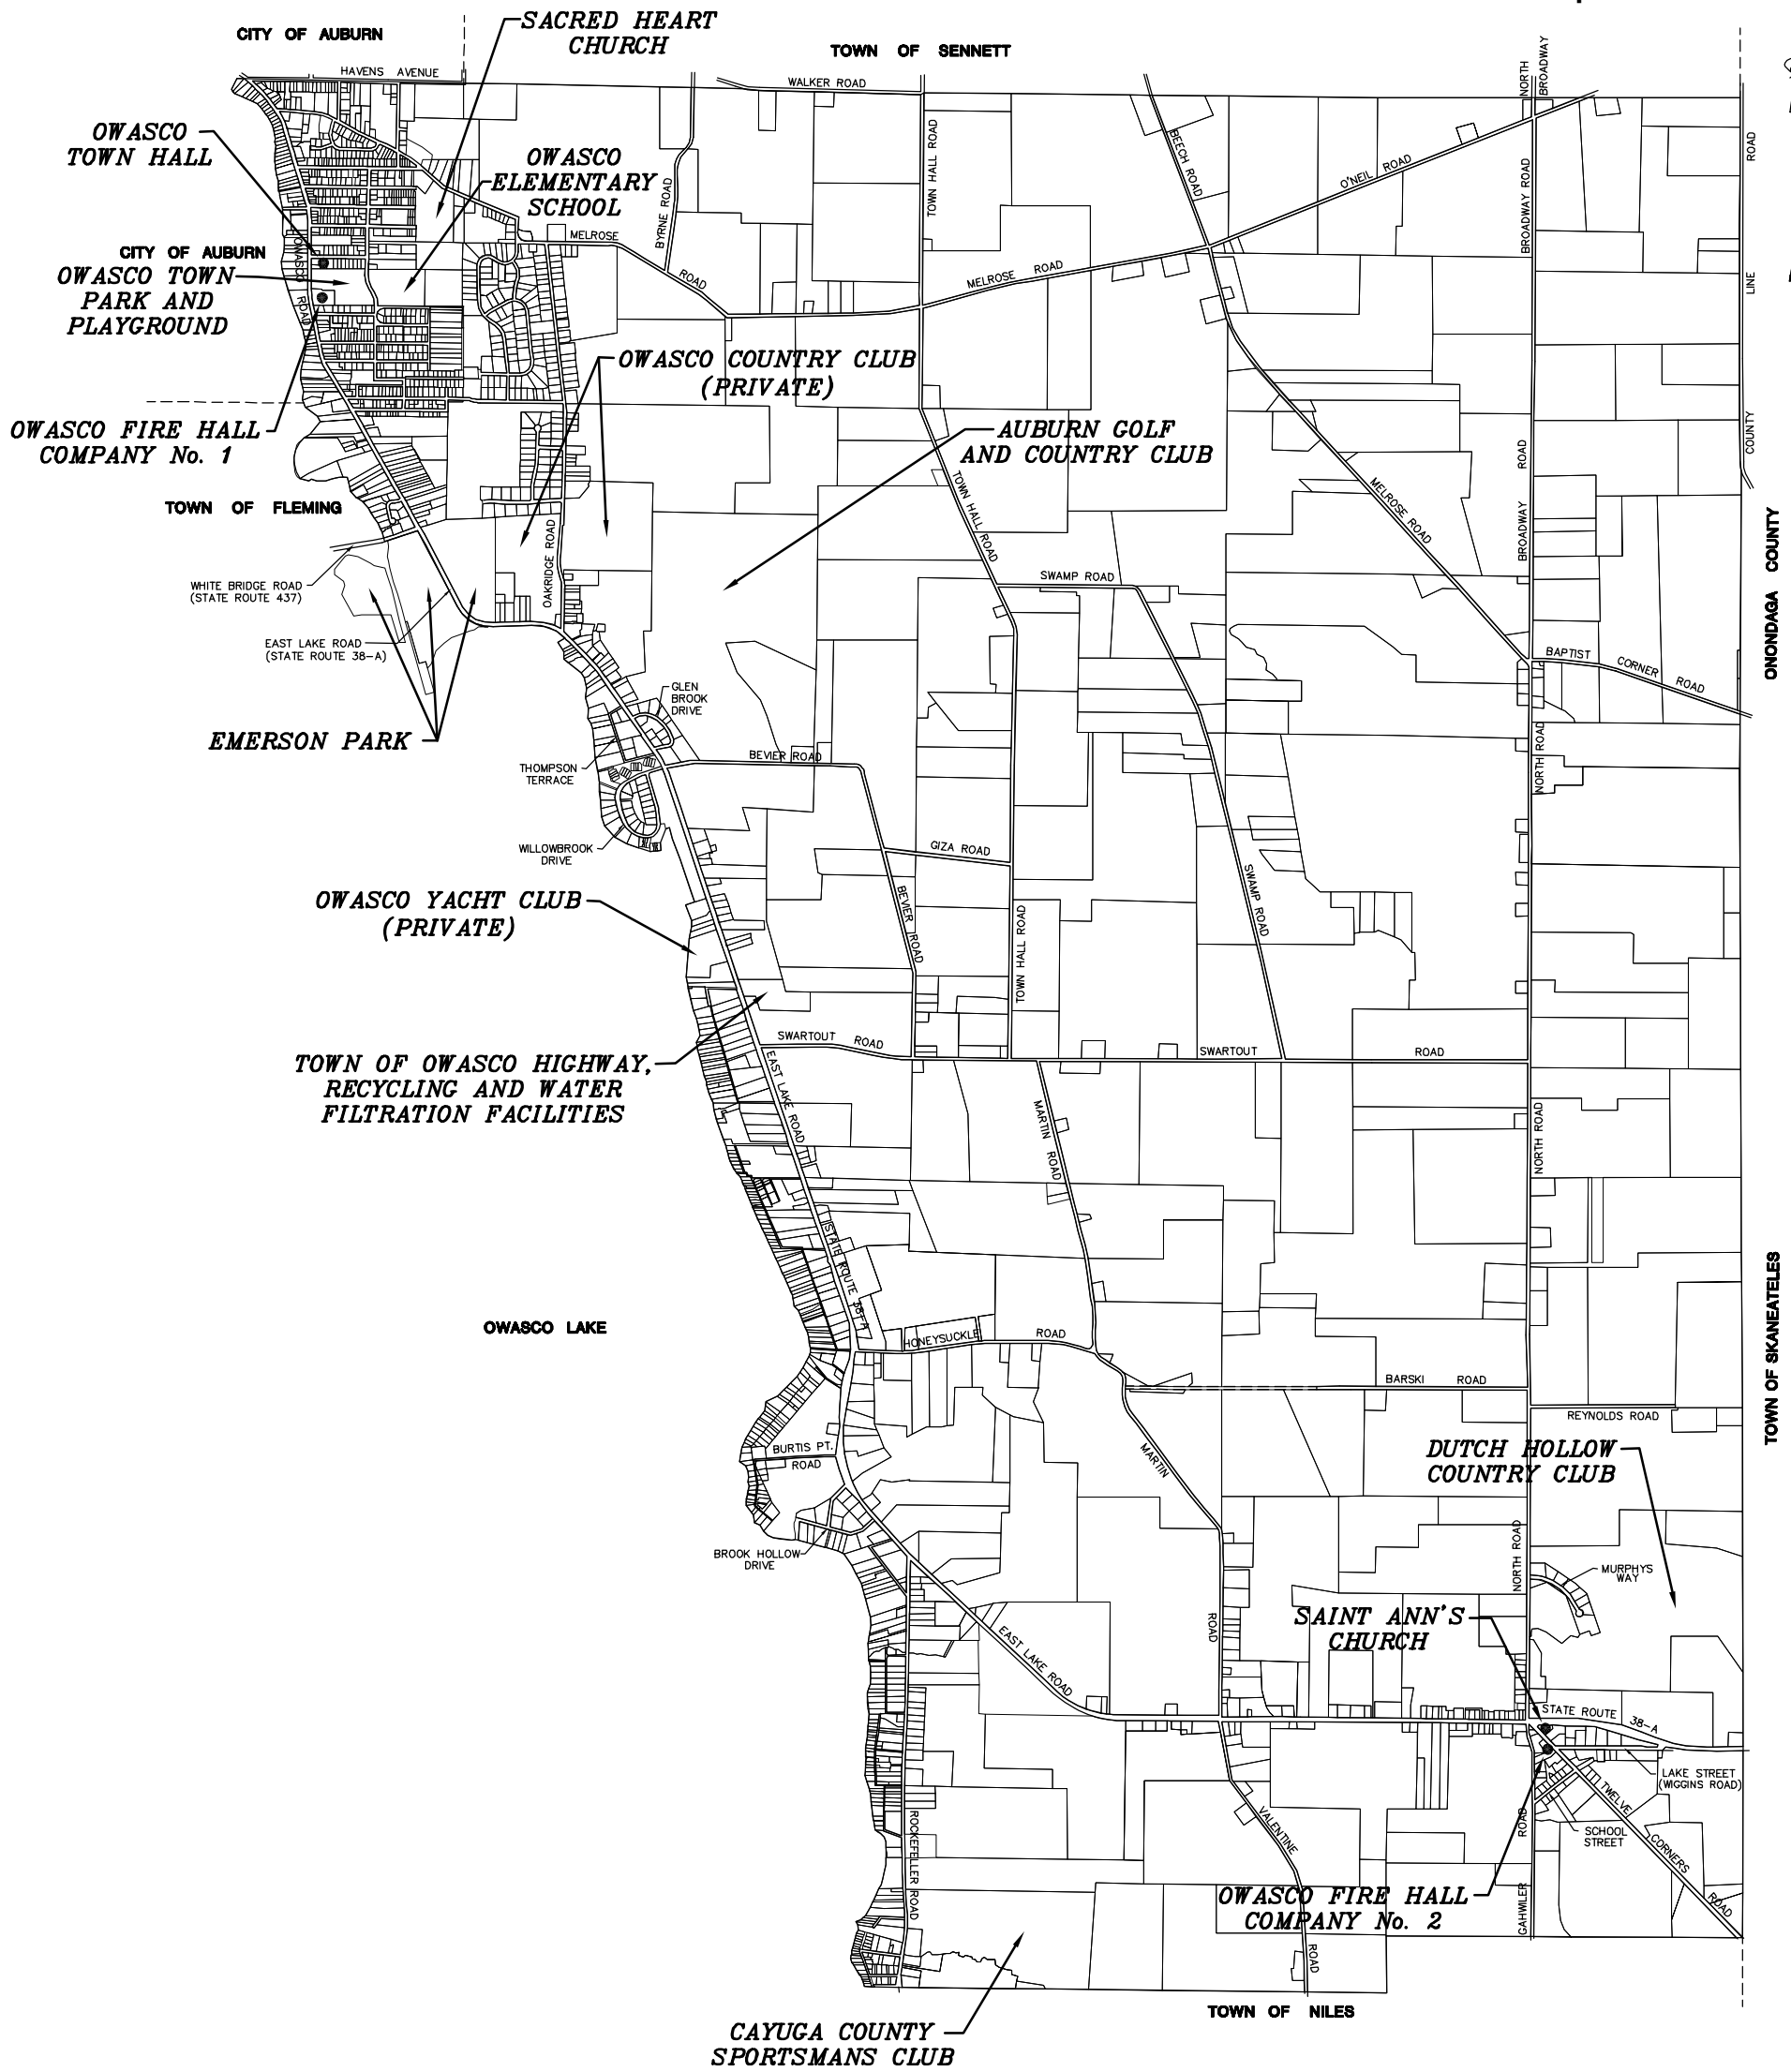 CITY OF AUBURN
SACRED HEART
CHURCH
TOWN OF SENNETT
HAVENS AVENUE
WALKER ROAD
NORTH
BROADWAY
OWASCO
TOWN HALL
OWASCO
ELEMENTARY
SCHOOL
BYRNE ROAD
TOWN HALL ROAD
BEECH ROAD
O'NEIL ROAD
BROADWAY ROAD
COUNTY LINE ROAD
CITY OF AUBURN
OWASCO TOWN
PARK AND
PLAYGROUND
OWASCO ROAD
MELROSE ROAD
MELROSE ROAD
OWASCO COUNTRY CLUB
(PRIVATE)
OWASCO FIRE HALL
COMPANY No. 1
AUBURN GOLF
AND COUNTRY CLUB
TOWN HALL ROAD
MELROSE ROAD
BROADWAY ROAD
TOWN OF FLEMING
OAKRIDGE ROAD
ONONDAGA COUNTY
WHITE BRIDGE ROAD
(STATE ROUTE 437)
SWAMP ROAD
EAST LAKE ROAD
(STATE ROUTE 38-A)
BAPTIST CORNER ROAD
GLEN
BROOK
DRIVE
EMERSON PARK
THOMPSON
TERRACE
BEVIER ROAD
NORTH ROAD
WILLOWBROOK
DRIVE
GIZA ROAD
BEVIER ROAD
SWAMP ROAD
OWASCO YACHT CLUB
(PRIVATE)
TOWN HALL ROAD
SWARTOUT ROAD
SWARTOUT ROAD
TOWN OF OWASCO HIGHWAY,
RECYCLING AND WATER
FILTRATION FACILITIES
EAST LAKE ROAD
MARTIN ROAD
NORTH ROAD
STATE ROUTE 38-A
OWASCO LAKE
HONEYSUCKLE ROAD
TOWN OF SKANEATELES
BARSKI ROAD
REYNOLDS ROAD
BURTIS PT.
ROAD
MARTIN ROAD
DUTCH HOLLOW
COUNTRY CLUB
BROOK HOLLOW
DRIVE
NORTH ROAD
MURPHYS
WAY
SAINT ANN'S
CHURCH
EAST LAKE ROAD
STATE ROUTE 38-A
LAKE STREET
(WIGGINS ROAD)
ROCKEFELLER ROAD
VALENTINE ROAD
SCHOOL
STREET
TWELVE CORNERS ROAD
GAHWILER ROAD
OWASCO FIRE HALL
COMPANY No. 2
TOWN OF NILES
CAYUGA COUNTY
SPORTSMANS CLUB